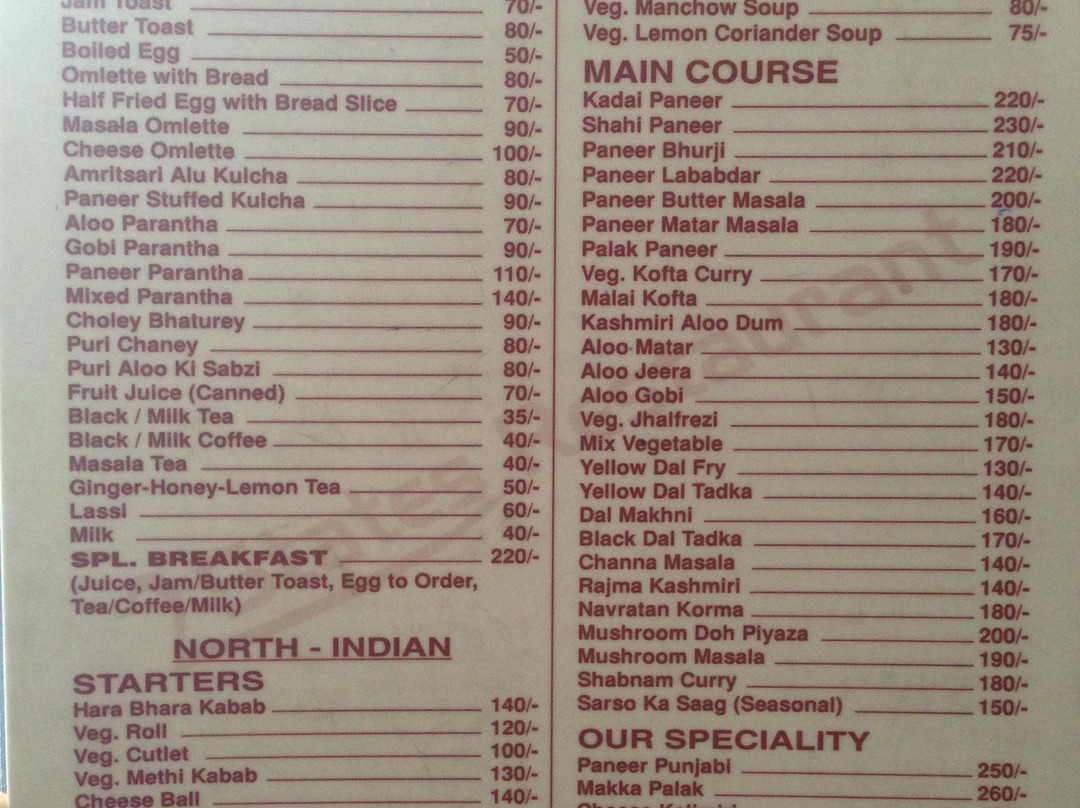 Jam Toast 70/-
Butter Toast 80/-
Boiled Egg 50/-
Omlette with Bread 80/-
Half Fried Egg with Bread Slice 70/-
Masala Omlette 90/-
Cheese Omlette 100/-
Amritsari Alu Kulcha 80/-
Paneer Stuffed Kulcha 90/-
Aloo Parantha 70/-
Gobi Parantha 90/-
Paneer Parantha 110/-
Mixed Parantha 140/-
Choley Bhaturey 90/-
Puri Chaney 80/-
Puri Aloo Ki Sabzi 80/-
Fruit Juice (Canned) 70/-
Black / Milk Tea 35/-
Black / Milk Coffee 40/-
Masala Tea 40/-
Ginger-Honey-Lemon Tea 50/-
Lassi 60/-
Milk 40/-
SPL. BREAKFAST 220/-
(Juice, Jam/Butter Toast, Egg to Order,
Tea/Coffee/Milk)
NORTH - INDIAN
STARTERS
Hara Bhara Kabab 140/-
Veg. Roll 120/-
Veg. Cutlet 100/-
Veg. Methi Kabab 130/-
Cheese Ball 140/-
Veg. Manchow Soup 80/-
Veg. Lemon Coriander Soup 75/-
MAIN COURSE
Kadai Paneer 220/-
Shahi Paneer 230/-
Paneer Bhurji 210/-
Paneer Lababdar 220/-
Paneer Butter Masala 200/-
Paneer Matar Masala 180/-
Palak Paneer 190/-
Veg. Kofta Curry 170/-
Malai Kofta 180/-
Kashmiri Aloo Dum 180/-
Aloo Matar 130/-
Aloo Jeera 140/-
Aloo Gobi 150/-
Veg. Jhalfrezi 180/-
Mix Vegetable 170/-
Yellow Dal Fry 130/-
Yellow Dal Tadka 140/-
Dal Makhni 160/-
Black Dal Tadka 170/-
Channa Masala 140/-
Rajma Kashmiri 140/-
Navratan Korma 180/-
Mushroom Doh Piyaza 200/-
Mushroom Masala 190/-
Shabnam Curry 180/-
Sarso Ka Saag (Seasonal) 150/-
OUR SPECIALITY
Paneer Punjabi 250/-
Makka Palak 260/-
Restaurant